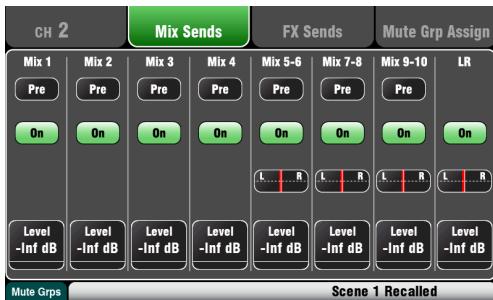 CH 2 Mix Sends FX Sends Mute Grp Assign
Mix 1 Mix 2 Mix 3 Mix 4 Mix 5-6 Mix 7-8 Mix 9-10 LR
Pre Pre Pre Pre Pre Pre Pre
On On On On On On On On
L R L R L R L R
Level Level Level Level Level Level Level Level
-Inf dB -Inf dB -Inf dB -Inf dB -Inf dB -Inf dB -Inf dB -Inf dB
Mute Grps Scene 1 Recalled